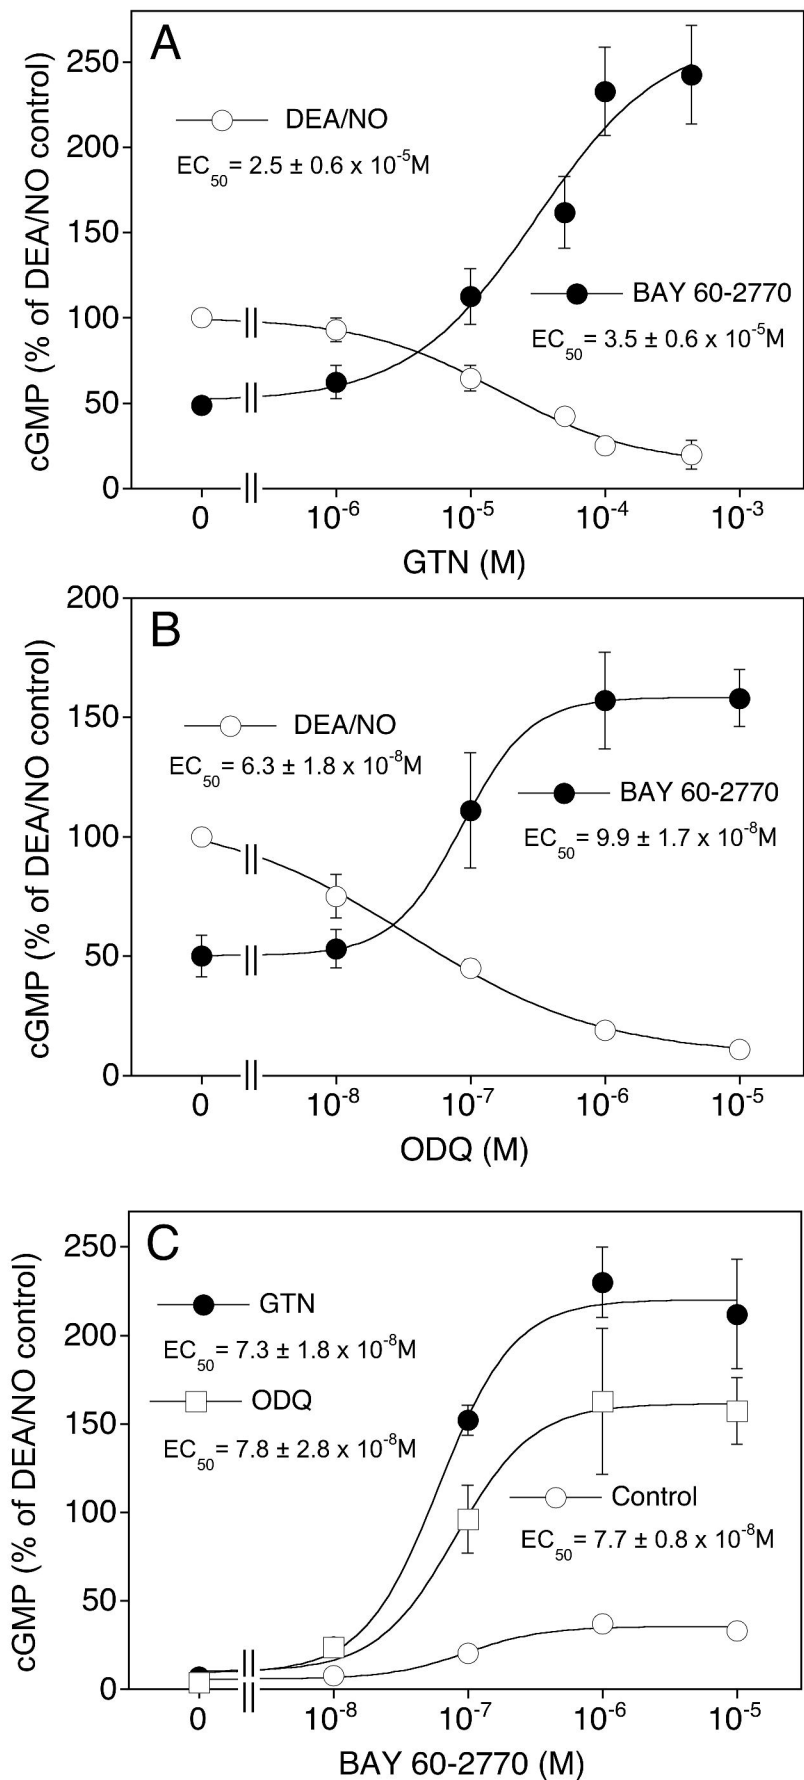 A
cGMP (% of DEA/NO control)
250
200
150
100
50
0
DEA/NO
EC50= 2.5 ± 0.6 x 10-5M
BAY 60-2770
EC50= 3.5 ± 0.6 x 10-5M
0 10-6 10-5 10-4 10-3
GTN (M)
B
cGMP (% of DEA/NO control)
200
150
100
50
0
DEA/NO
EC50= 6.3 ± 1.8 x 10-8M
BAY 60-2770
EC50= 9.9 ± 1.7 x 10-8M
0 10-8 10-7 10-6 10-5
ODQ (M)
C
cGMP (% of DEA/NO control)
250
200
150
100
50
0
GTN
EC50= 7.3 ± 1.8 x 10-8M
ODQ
EC50= 7.8 ± 2.8 x 10-8M
Control
EC50= 7.7 ± 0.8 x 10-8M
0 10-8 10-7 10-6 10-5
BAY 60-2770 (M)